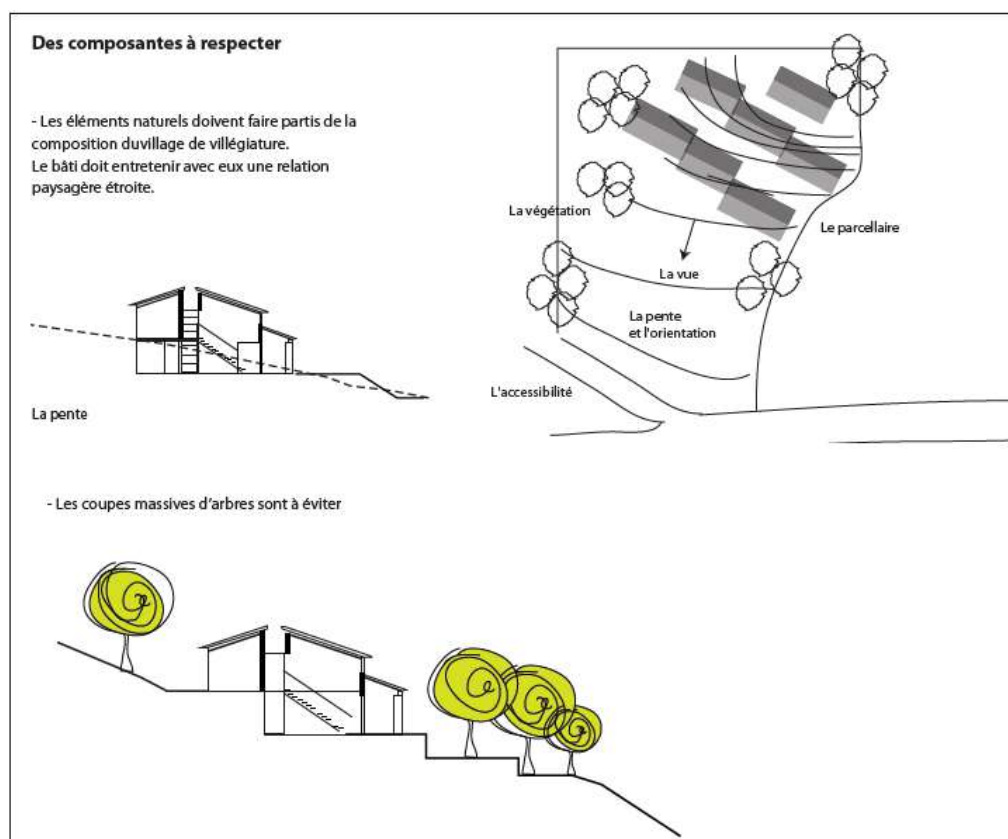 Des composantes à respecter
- Les éléments naturels doivent faire partis de la
composition duvillage de villégiature.
Le bâti doit entretenir avec eux une relation
paysagère étroite.
La végétation
Le parcellaire
La vue
La pente
et l'orientation
L'accessibilité
La pente
- Les coupes massives d'arbres sont à éviter